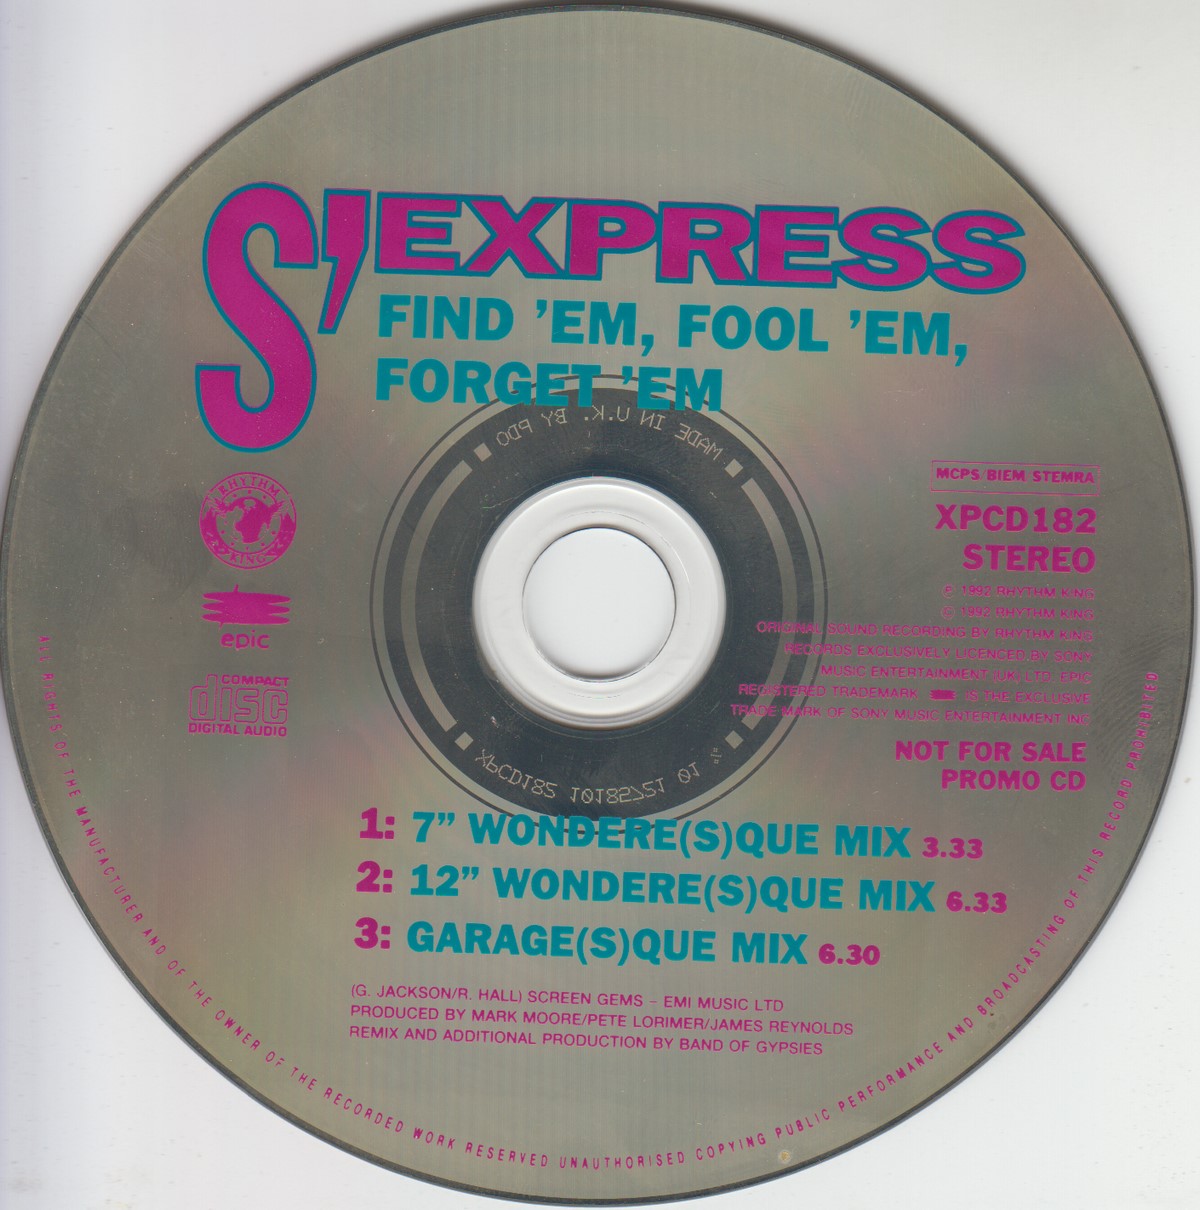 S'EXPRESS
FIND 'EM, FOOL 'EM,
FORGET 'EM
MADE IN U.K. BY PDO
RHYTHM
KING
epic
COMPACT
disc
DIGITAL AUDIO
MCPS/BIEM STEMRA
XPCD182
STEREO
℗ 1992 RHYTHM KING
© 1992 RHYTHM KING
ORIGINAL SOUND RECORDING BY RHYTHM KING
RECORDS EXCLUSIVELY LICENCED BY SONY
MUSIC ENTERTAINMENT (UK) LTD. EPIC
REGISTERED TRADEMARK IS THE EXCLUSIVE
TRADE MARK OF SONY MUSIC ENTERTAINMENT INC
NOT FOR SALE
PROMO CD
XPCD182 10185721 01
1: 7" WONDERE(S)QUE MIX 3.33
2: 12" WONDERE(S)QUE MIX 6.33
3: GARAGE(S)QUE MIX 6.30
(G. JACKSON/R. HALL) SCREEN GEMS – EMI MUSIC LTD
PRODUCED BY MARK MOORE/PETE LORIMER/JAMES REYNOLDS
REMIX AND ADDITIONAL PRODUCTION BY BAND OF GYPSIES
ALL RIGHTS OF THE MANUFACTURER AND OF THE OWNER OF THE RECORDED WORK RESERVED UNAUTHORISED COPYING PUBLIC PERFORMANCE AND BROADCASTING OF THIS RECORD PROHIBITED